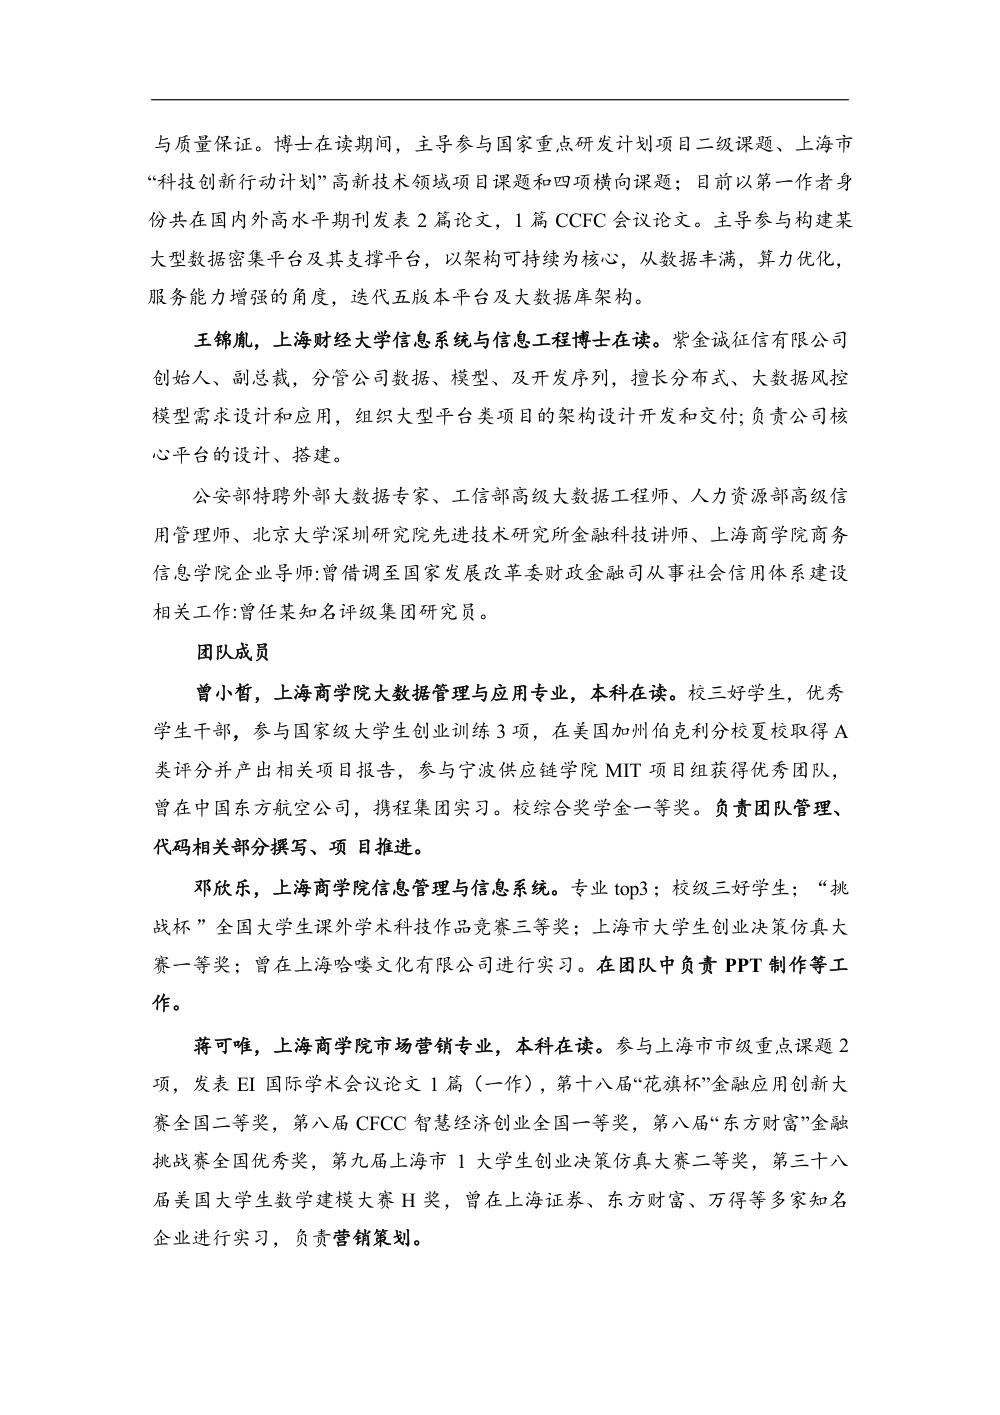 与质量保证。博士在读期间，主导参与国家重点研发计划项目二级课题、上海市
“科技创新行动计划” 高新技术领域项目课题和四项横向课题；目前以第一作者身
份共在国内外高水平期刊发表 2 篇论文，1 篇 CCFC 会议论文。主导参与构建某
大型数据密集平台及其支撑平台，以架构可持续为核心，从数据丰满，算力优化，
服务能力增强的角度，迭代五版本平台及大数据库架构。
王锦胤，上海财经大学信息系统与信息工程博士在读。紫金诚征信有限公司
创始人、副总裁，分管公司数据、模型、及开发序列，擅长分布式、大数据风控
模型需求设计和应用，组织大型平台类项目的架构设计开发和交付; 负责公司核
心平台的设计、搭建。
公安部特聘外部大数据专家、工信部高级大数据工程师、人力资源部高级信
用管理师、北京大学深圳研究院先进技术研究所金融科技讲师、上海商学院商务
信息学院企业导师:曾借调至国家发展改革委财政金融司从事社会信用体系建设
相关工作:曾任某知名评级集团研究员。
团队成员
曾小皙，上海商学院大数据管理与应用专业，本科在读。校三好学生，优秀
学生干部，参与国家级大学生创业训练 3 项，在美国加州伯克利分校夏校取得 A
类评分并产出相关项目报告，参与宁波供应链学院 MIT 项目组获得优秀团队，
曾在中国东方航空公司，携程集团实习。校综合奖学金一等奖。负责团队管理、
代码相关部分撰写、项 目推进。
邓欣乐，上海商学院信息管理与信息系统。专业 top3；校级三好学生；“挑
战杯 ”全国大学生课外学术科技作品竞赛三等奖；上海市大学生创业决策仿真大
赛一等奖；曾在上海哈喽文化有限公司进行实习。在团队中负责 PPT 制作等工
作。
蒋可唯，上海商学院市场营销专业，本科在读。参与上海市市级重点课题 2
项，发表 EI 国际学术会议论文 1 篇（一作），第十八届“花旗杯”金融应用创新大
赛全国二等奖，第八届 CFCC 智慧经济创业全国一等奖，第八届“ 东方财富”金融
挑战赛全国优秀奖，第九届上海市 1 大学生创业决策仿真大赛二等奖，第三十八
届美国大学生数学建模大赛 H 奖，曾在上海证券、东方财富、万得等多家知名
企业进行实习，负责营销策划。